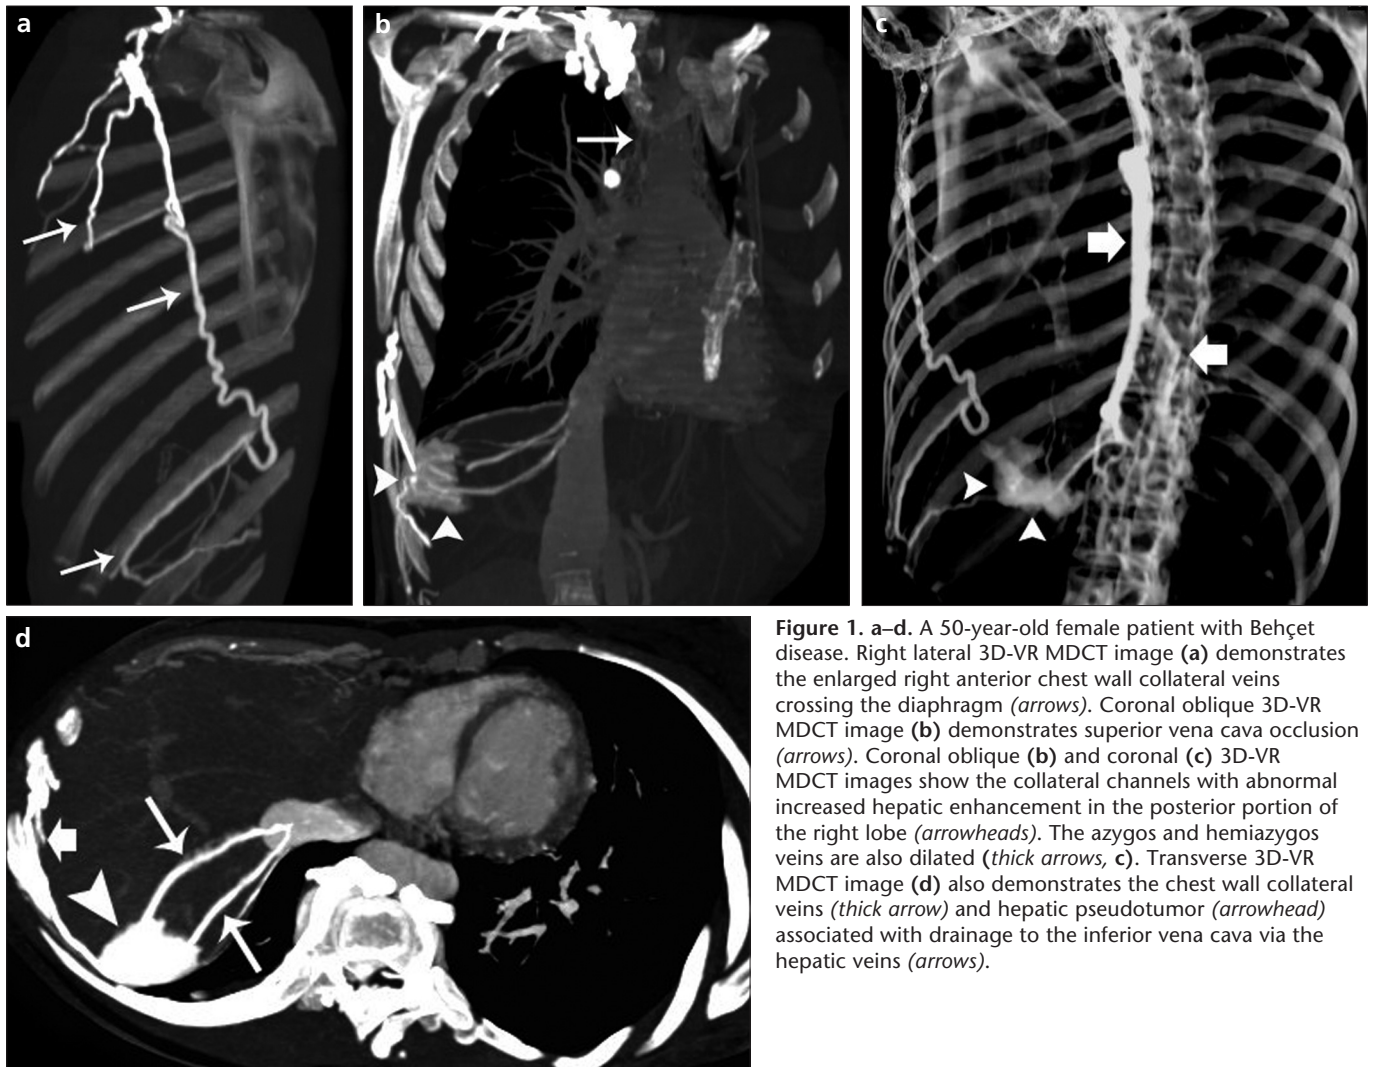 a
b
c
d
Figure 1. a–d. A 50-year-old female patient with Behçet
disease. Right lateral 3D-VR MDCT image (a) demonstrates
the enlarged right anterior chest wall collateral veins
crossing the diaphragm (arrows). Coronal oblique 3D-VR
MDCT image (b) demonstrates superior vena cava occlusion
(arrows). Coronal oblique (b) and coronal (c) 3D-VR
MDCT images show the collateral channels with abnormal
increased hepatic enhancement in the posterior portion of
the right lobe (arrowheads). The azygos and hemiazygos
veins are also dilated (thick arrows, c). Transverse 3D-VR
MDCT image (d) also demonstrates the chest wall collateral
veins (thick arrow) and hepatic pseudotumor (arrowhead)
associated with drainage to the inferior vena cava via the
hepatic veins (arrows).